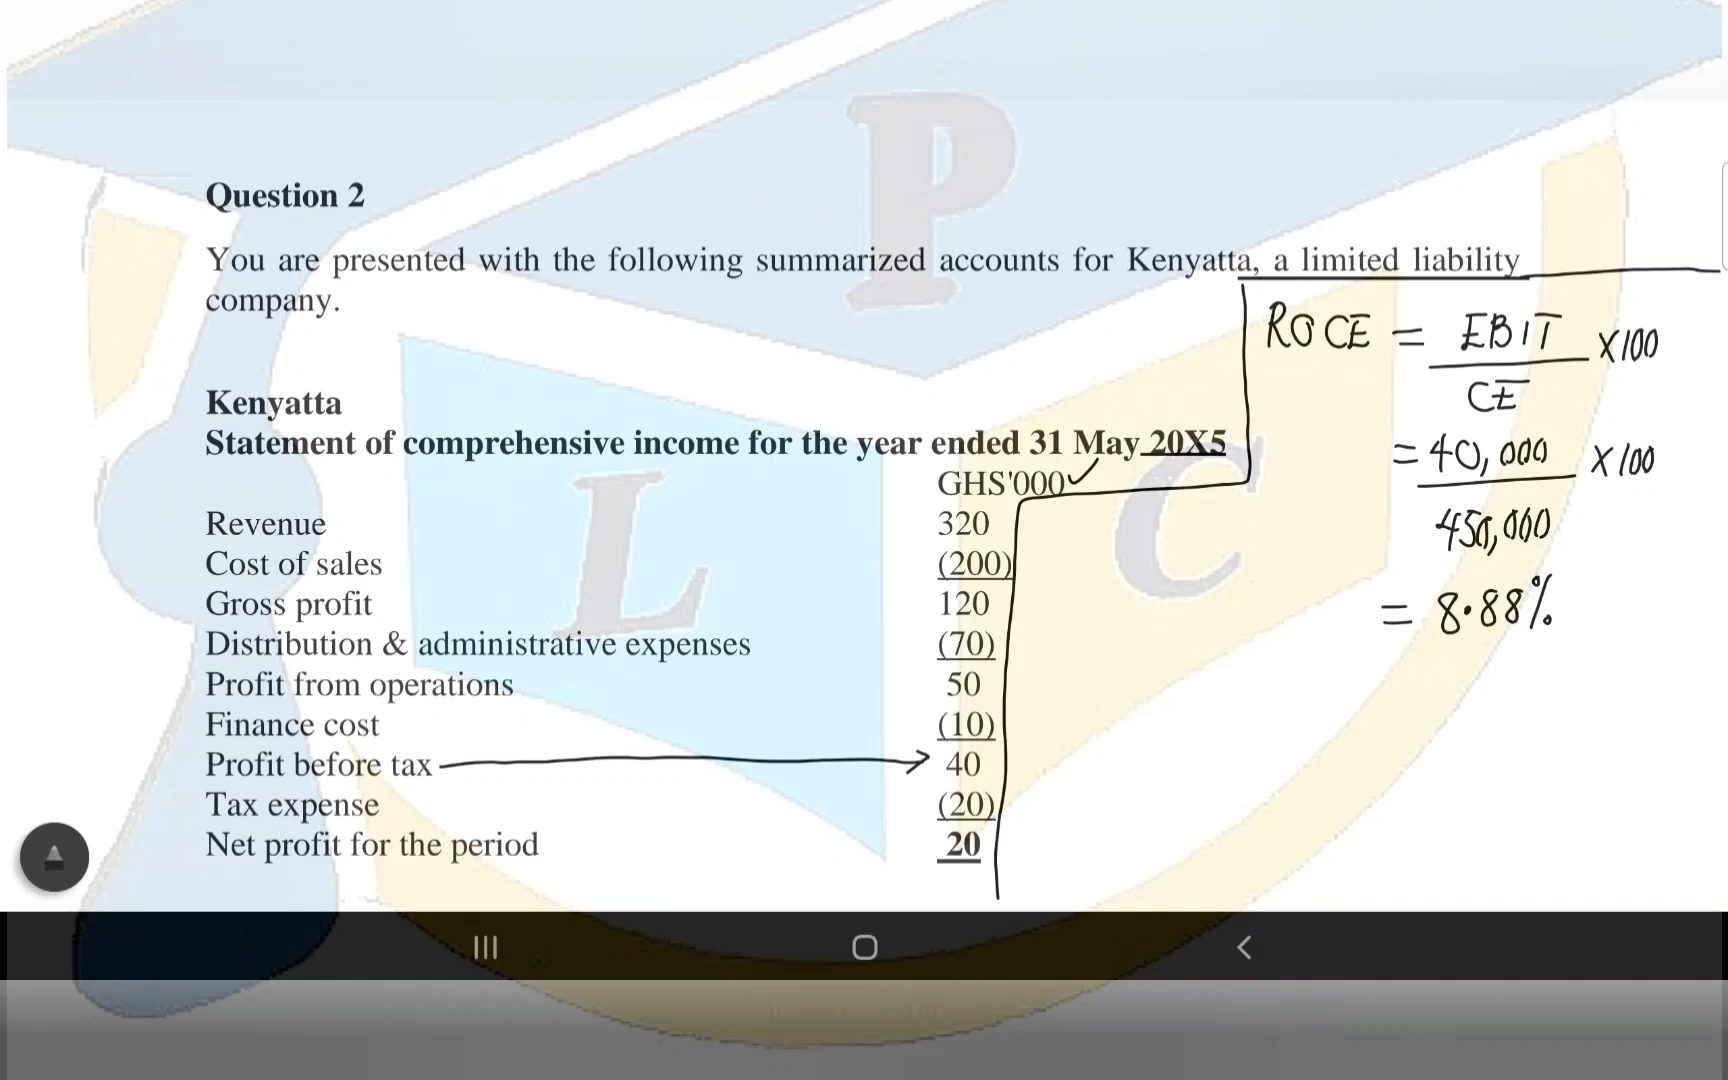 Question 2
You are presented with the following summarized accounts for Kenyatta, a limited liability
company.
Kenyatta
Statement of comprehensive income for the year ended 31 May 20X5
GHS'000
Revenue 320
Cost of sales (200)
Gross profit 120
Distribution & administrative expenses (70)
Profit from operations 50
Finance cost (10)
Profit before tax 40
Tax expense (20)
Net profit for the period 20
ROCE = EBIT X100
CE
= 40,000 X100
450,000
= 8.88%
P
L
C